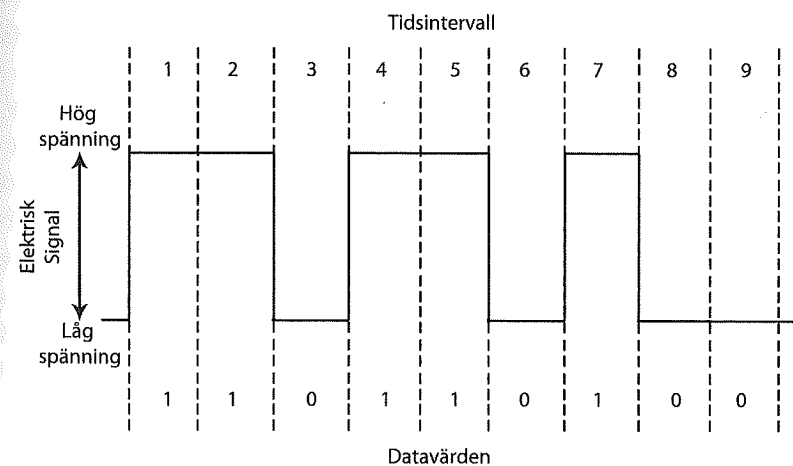 Tidsintervall
1 2 3 4 5 6 7 8 9
Hög
spänning
Elektrisk
Signal
Låg
spänning
1 1 0 1 1 0 1 0 0
Datavärden